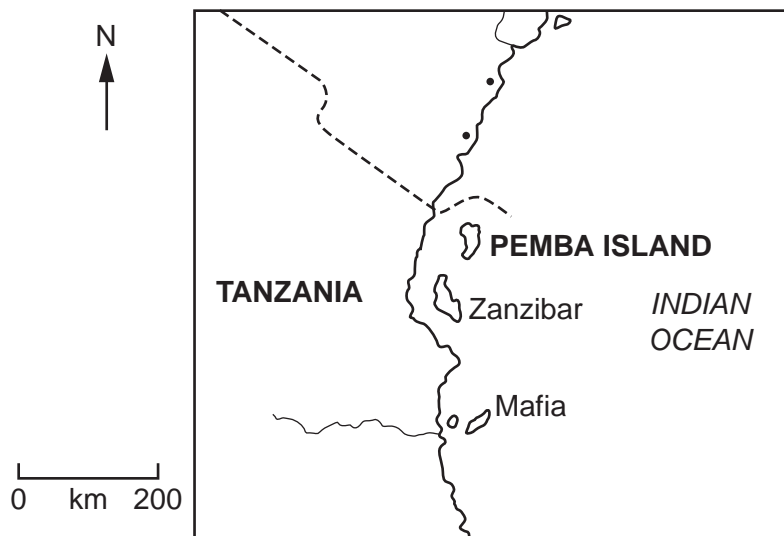 N
PEMBA ISLAND
TANZANIA
Zanzibar
INDIAN
OCEAN
Mafia
0 km 200